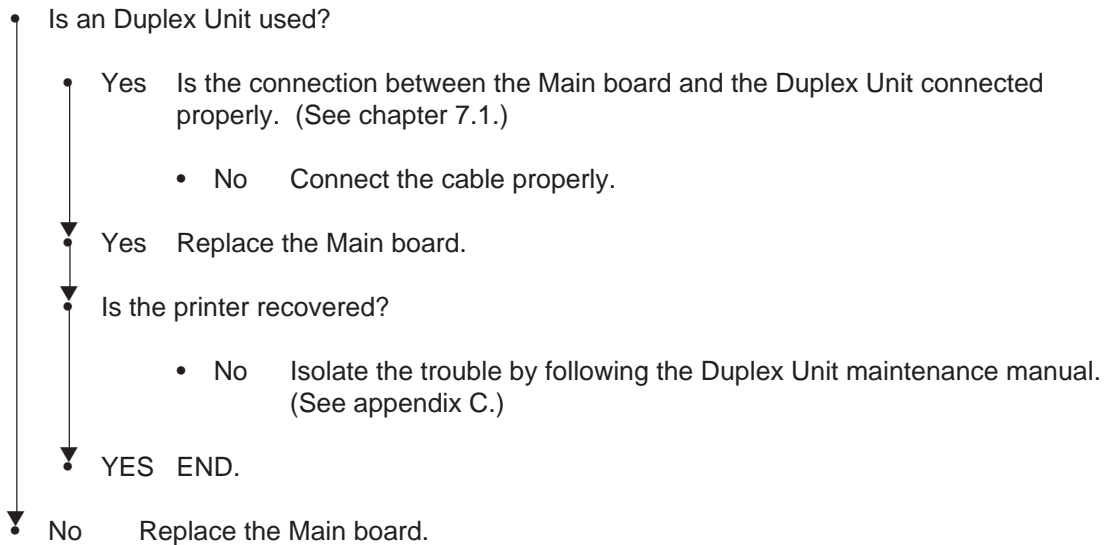 • Is an Duplex Unit used?
• Yes Is the connection between the Main board and the Duplex Unit connected
properly. (See chapter 7.1.)
• No Connect the cable properly.
• Yes Replace the Main board.
• Is the printer recovered?
• No Isolate the trouble by following the Duplex Unit maintenance manual.
(See appendix C.)
• YES END.
• No Replace the Main board.